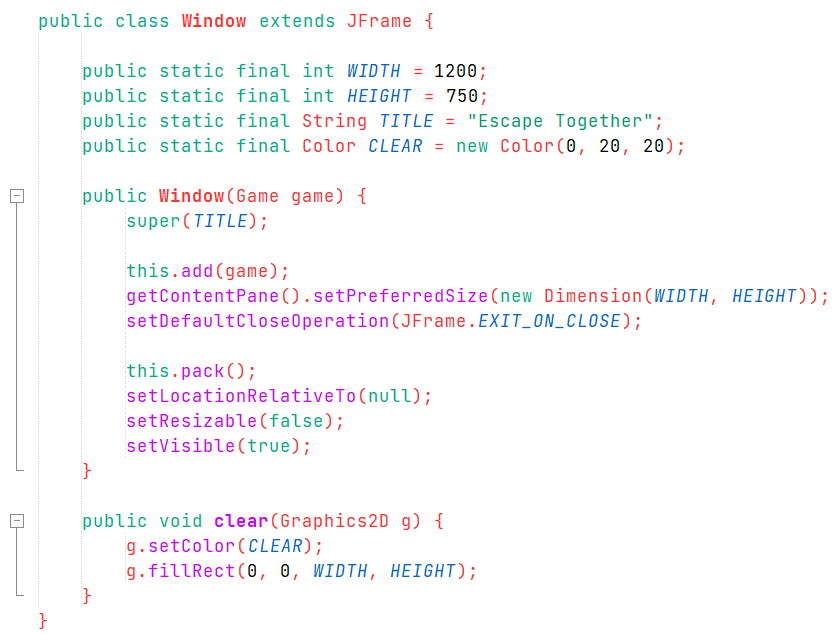 public class Window extends JFrame {
public static final int WIDTH = 1200;
public static final int HEIGHT = 750;
public static final String TITLE = "Escape Together";
public static final Color CLEAR = new Color(0, 20, 20);
public Window(Game game) {
super(TITLE);
this.add(game);
getContentPane().setPreferredSize(new Dimension(WIDTH, HEIGHT));
setDefaultCloseOperation(JFrame.EXIT_ON_CLOSE);
this.pack();
setLocationRelativeTo(null);
setResizable(false);
setVisible(true);
}
public void clear(Graphics2D g) {
g.setColor(CLEAR);
g.fillRect(0, 0, WIDTH, HEIGHT);
}
}